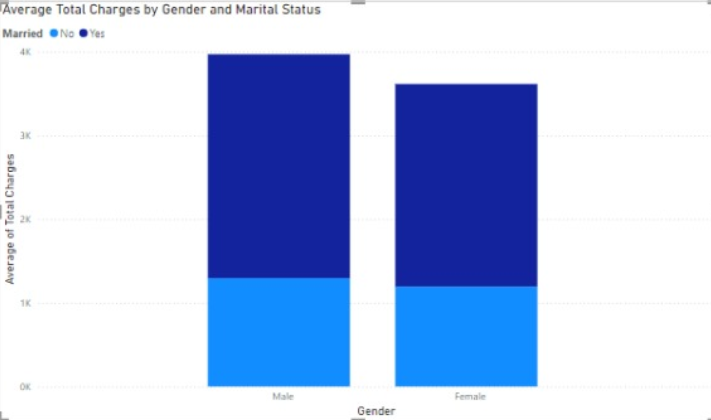 Average Total Charges by Gender and Marital Status
Married No Yes
4K
3K
2K
1K
0K
Average of Total Charges
Male Female
Gender